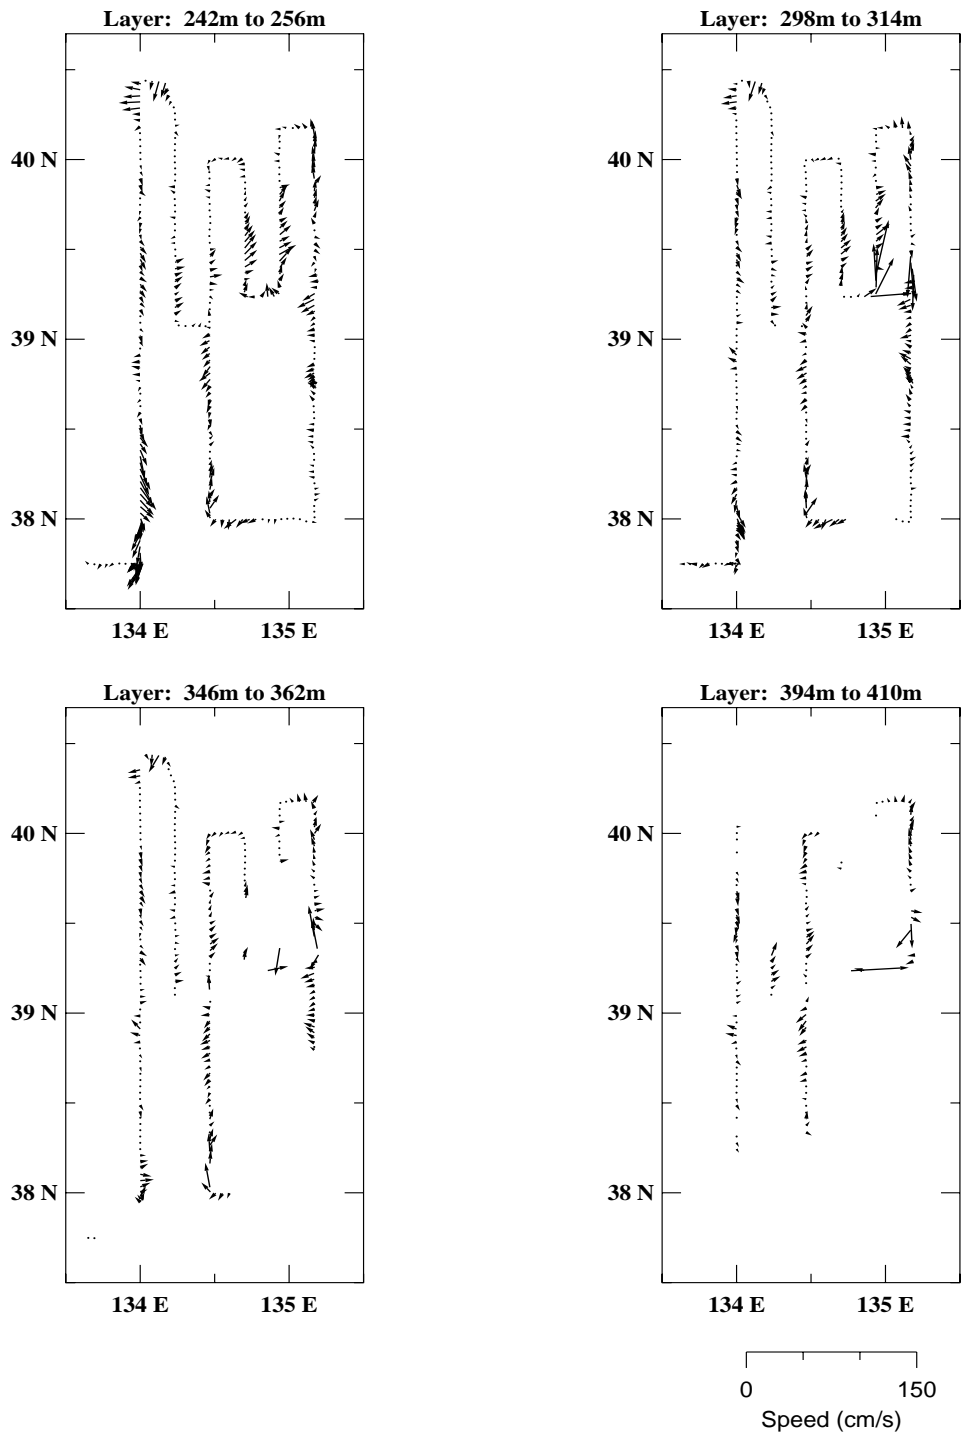 Layer: 242m to 256m
Layer: 298m to 314m
40 N
39 N
38 N
134 E
135 E
40 N
39 N
38 N
134 E
135 E
Layer: 346m to 362m
Layer: 394m to 410m
40 N
39 N
38 N
134 E
135 E
40 N
39 N
38 N
134 E
135 E
0
150
Speed (cm/s)